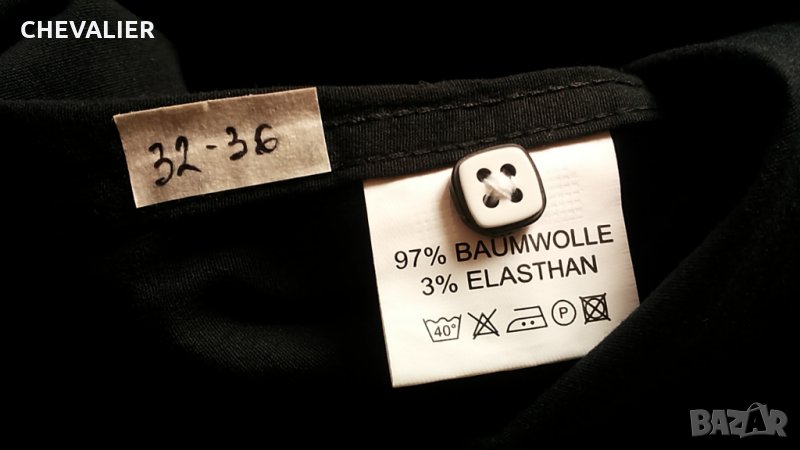 CHEVALIER
32-36
97% BAUMWOLLE
3% ELASTHAN
40° P
BAZAR